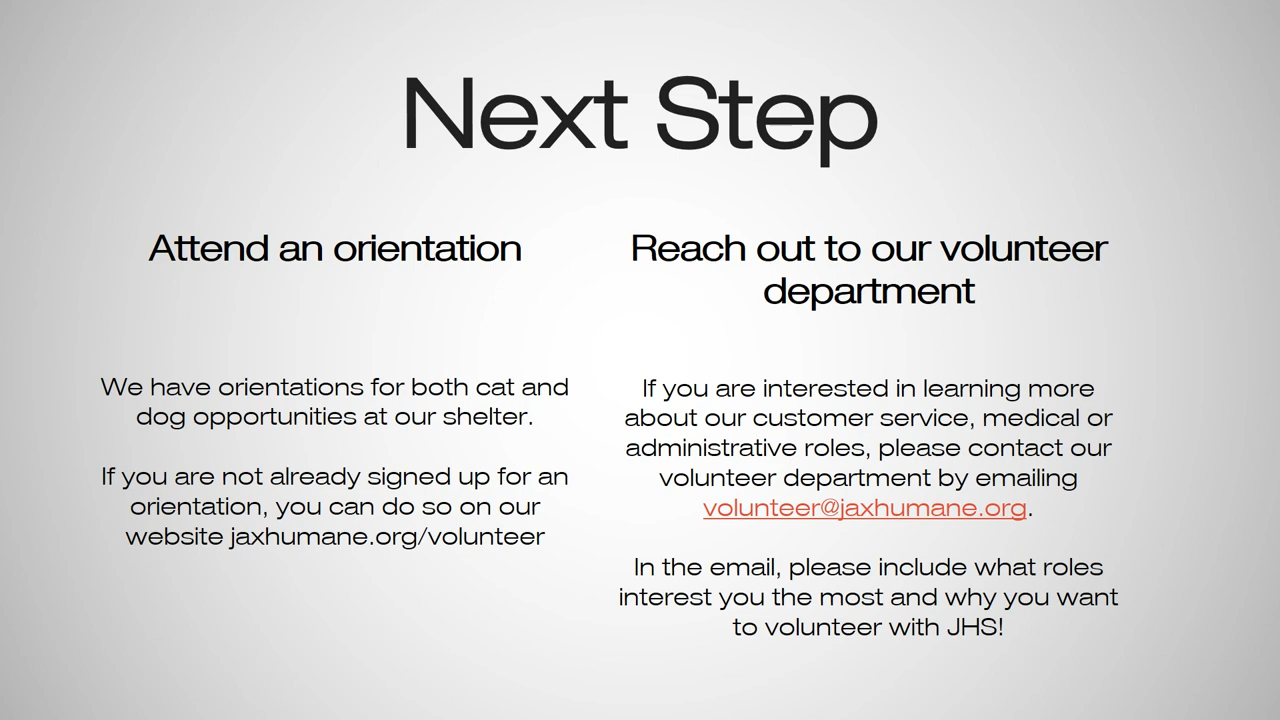 Next Step
Attend an orientation
We have orientations for both cat and
dog opportunities at our shelter.
If you are not already signed up for an
orientation, you can do so on our
website jaxhumane.org/volunteer
Reach out to our volunteer
department
If you are interested in learning more
about our customer service, medical or
administrative roles, please contact our
volunteer department by emailing
volunteer@jaxhumane.org.
In the email, please include what roles
interest you the most and why you want
to volunteer with JHS!